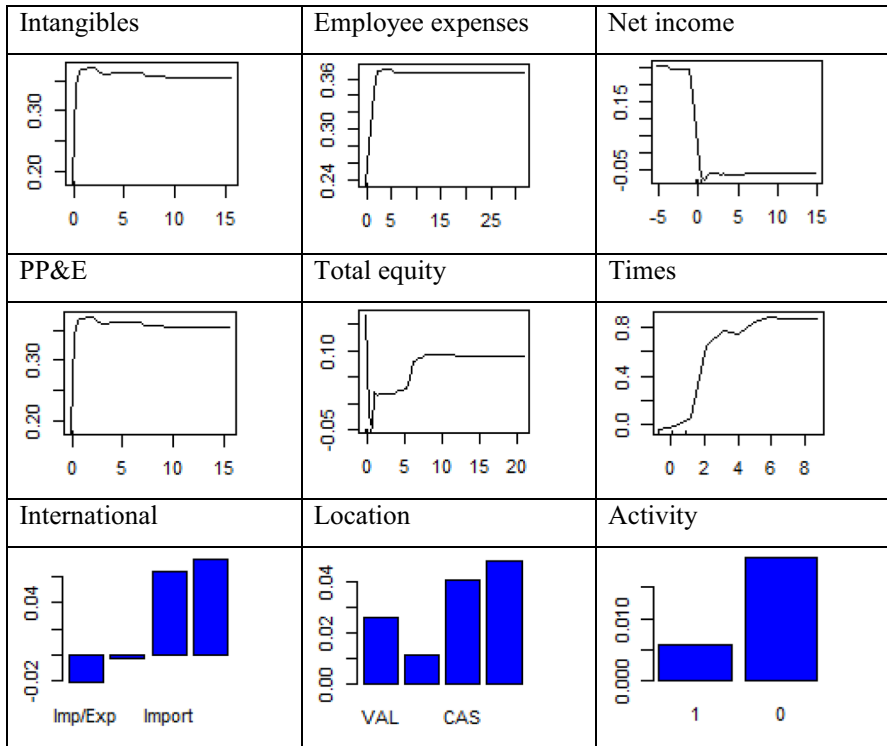 Intangibles
Employee expenses
Net income
0.20 0.30
0 5 10 15
0.24 0.30 0.36
0 5 15 25
-0.05 0.15
-5 0 5 10 15
PP&E
Total equity
Times
0.20 0.30
0 5 10 15
-0.05 0.10
0 5 10 15 20
0.0 0.4 0.8
0 2 4 6 8
International
Location
Activity
-0.02 0.04
Imp/Exp Import
0.00 0.02 0.04
VAL CAS
0.000 0.010
1 0